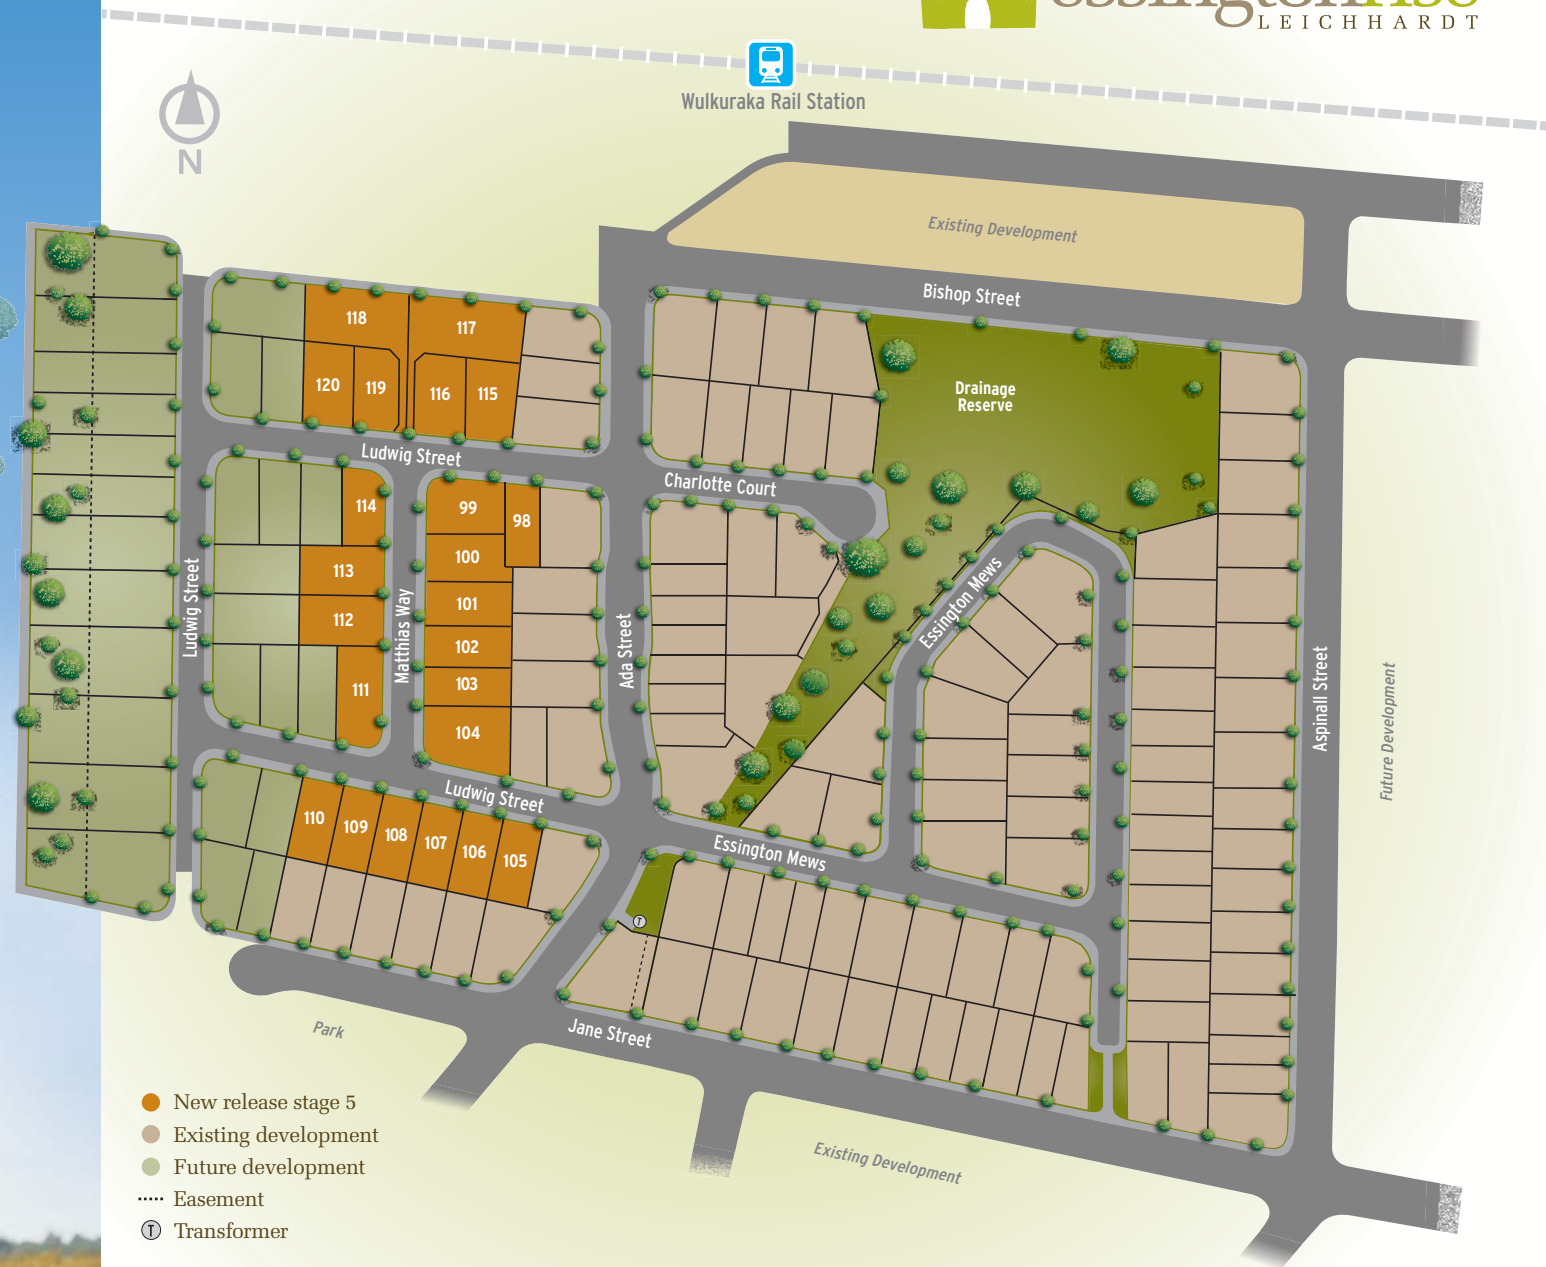 LEICHHARDT
Wulkuraka Rail Station
N
Existing Development
Bishop Street
118
117
120
119
116
115
Drainage
Reserve
Ludwig Street
Charlotte Court
114
99
98
113
100
112
101
102
111
103
104
Ludwig Street
Matthias Way
Ada Street
Essington Mews
Aspinall Street
Future Development
Ludwig Street
110
109
108
107
106
105
Essington Mews
T
Jane Street
Park
Existing Development
New release stage 5
Existing development
Future development
Easement
T Transformer